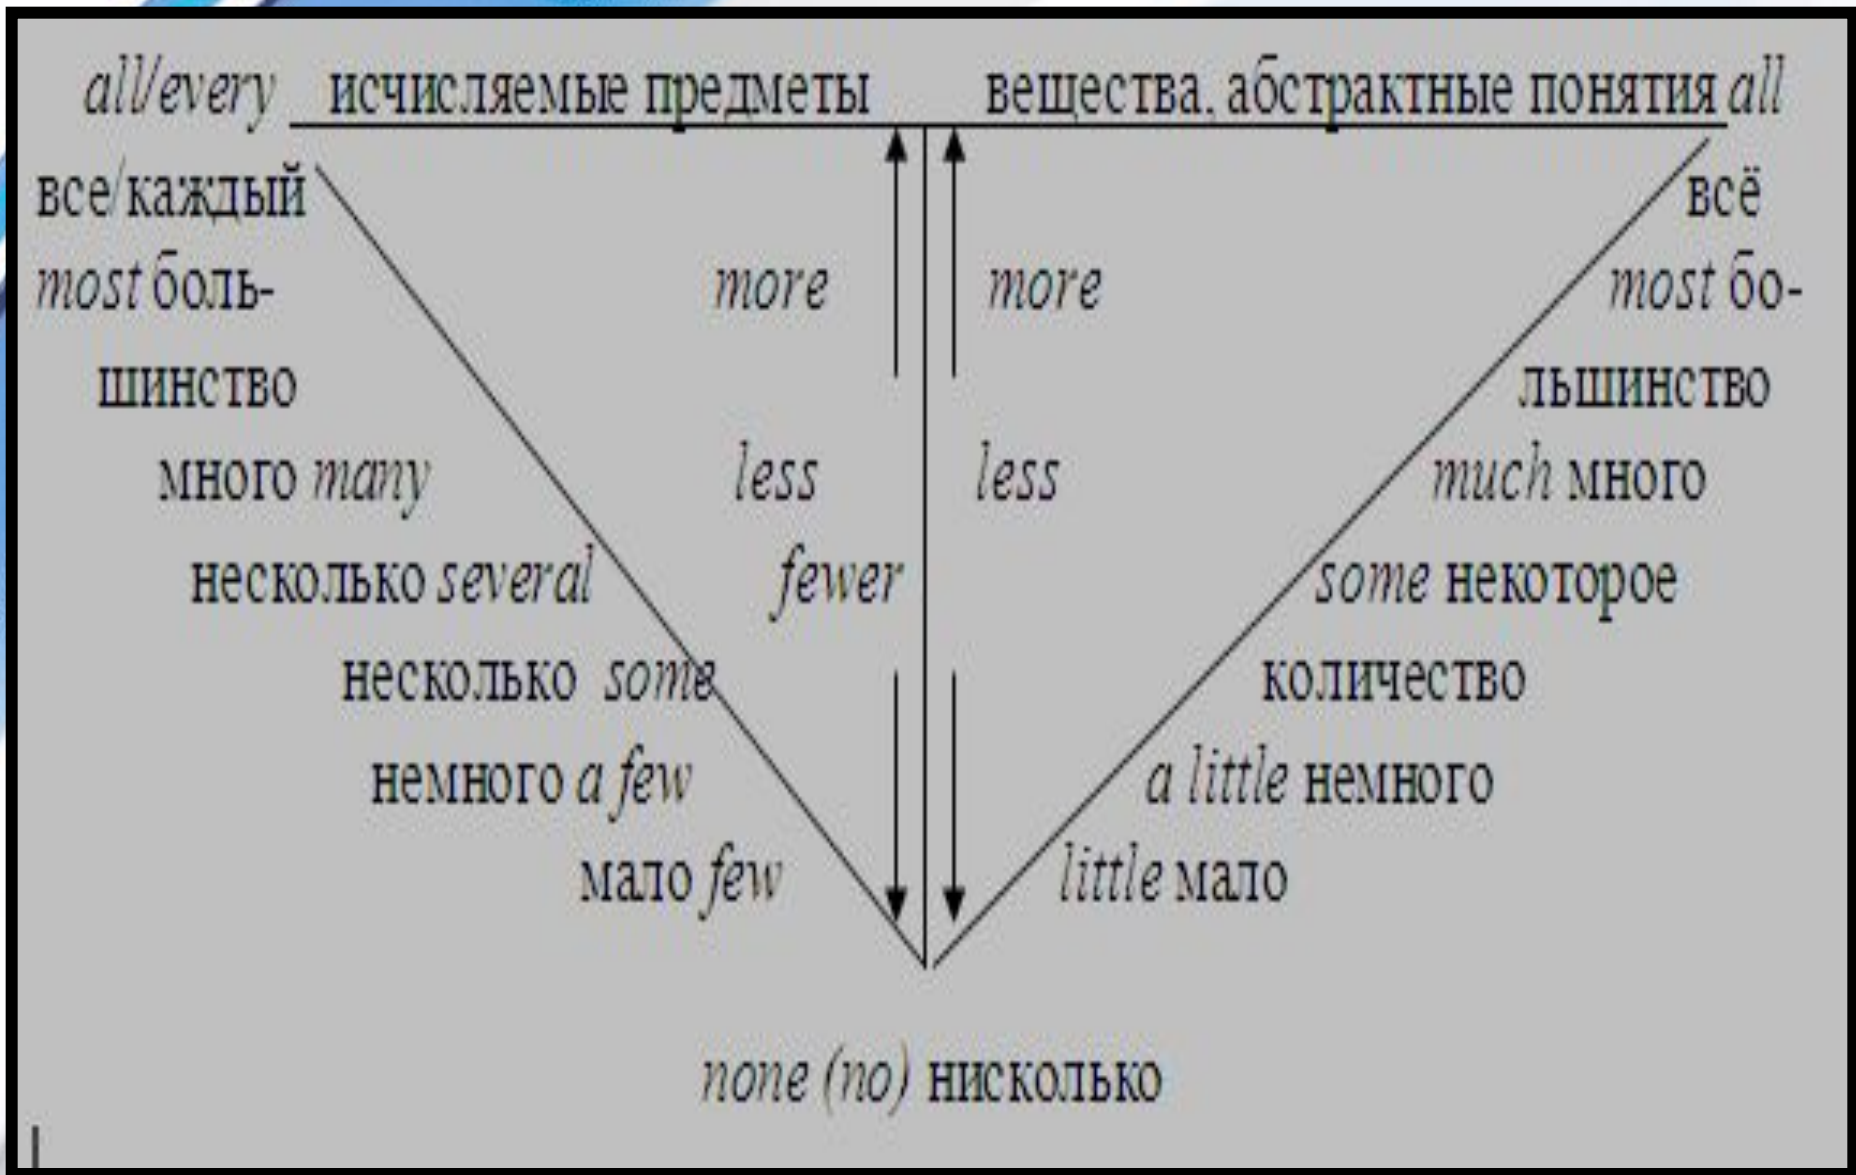 all/every исчисляемые предметы вещества, абстрактные понятия all
все/каждый всё
most боль- more more most бо-
шинство льшинство
много many less less much много
несколько several fewer some некоторое
несколько some количество
немного a few a little немного
мало few little мало
none (no) нисколько